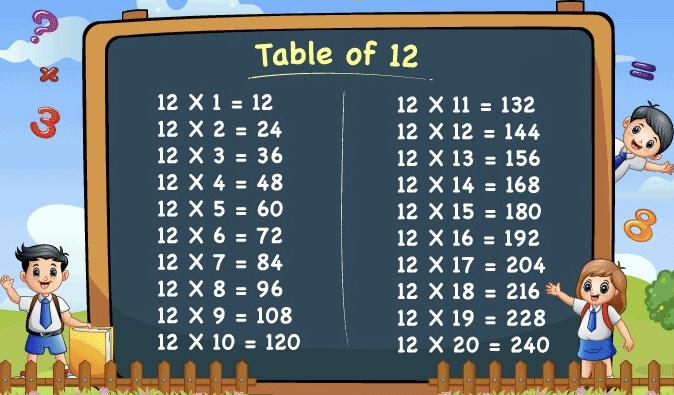 ?
×
3
=
8
Table of 12
12 X 1 = 12
12 X 2 = 24
12 X 3 = 36
12 X 4 = 48
12 X 5 = 60
12 X 6 = 72
12 X 7 = 84
12 X 8 = 96
12 X 9 = 108
12 X 10 = 120
12 X 11 = 132
12 X 12 = 144
12 X 13 = 156
12 X 14 = 168
12 X 15 = 180
12 X 16 = 192
12 X 17 = 204
12 X 18 = 216
12 X 19 = 228
12 X 20 = 240